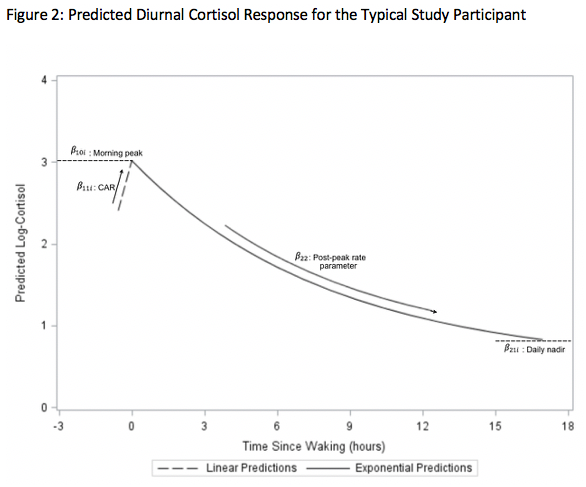 Figure 2: Predicted Diurnal Cortisol Response for the Typical Study Participant
4
β10i : Morning peak
3
β11i: CAR
Predicted Log-Cortisol
2
β22: Post-peak rate
parameter
1
β21i : Daily nadir
0
-3 0 3 6 9 12 15 18
Time Since Waking (hours)
Linear Predictions Exponential Predictions